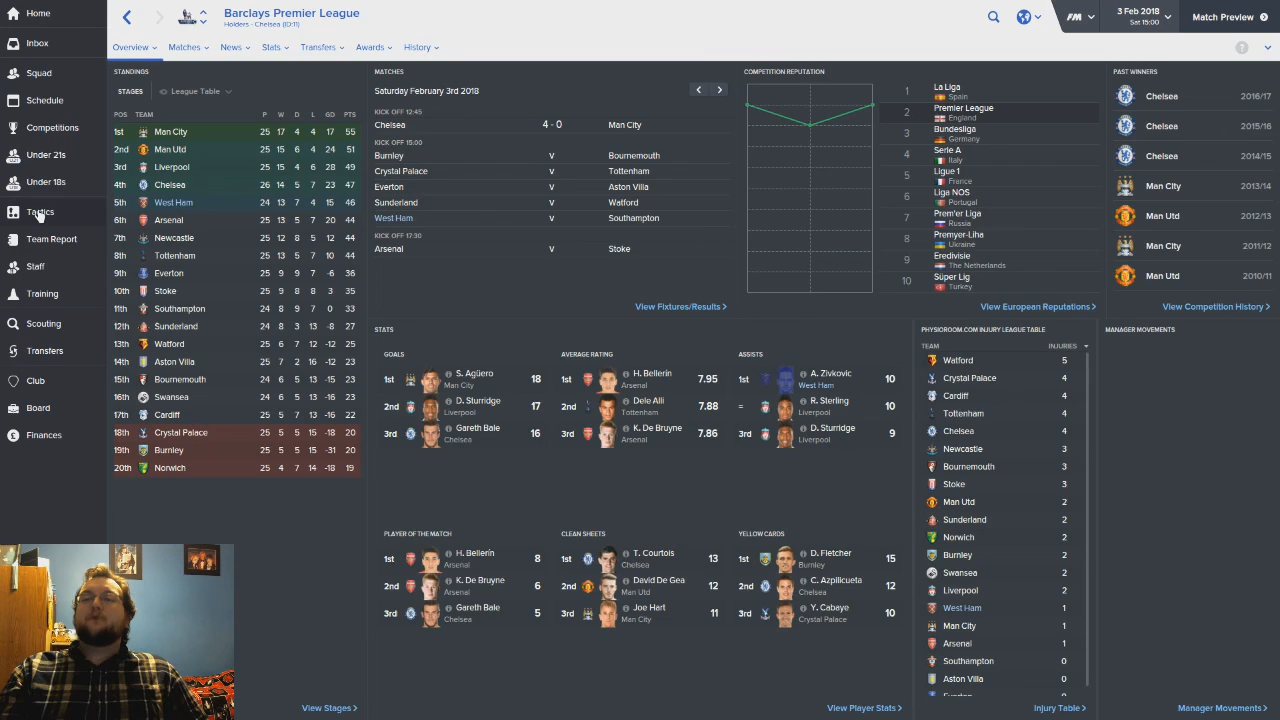 Home
Inbox
Squad
Schedule
Competitions
Under 21s
Under 18s
Tactics
Team Report
Staff
Training
Scouting
Transfers
Club
Board
Finances
Barclays Premier League
Holders - Chelsea (ID:11)
FM
3 Feb 2018
Sat 15:00
Match Preview
Overview Matches News Stats Transfers Awards History
STANDINGS
STAGES League Table
POS TEAM P W D L GD PTS
1st Man City 25 17 4 4 17 55
2nd Man Utd 25 15 6 4 24 51
3rd Liverpool 25 15 4 6 28 49
4th Chelsea 26 14 5 7 23 47
5th West Ham 24 13 7 4 15 46
6th Arsenal 25 13 5 7 20 44
7th Newcastle 25 12 8 5 12 44
8th Tottenham 25 13 5 7 10 44
9th Everton 25 9 9 7 -6 36
10th Stoke 25 9 8 8 3 35
11th Southampton 24 8 9 7 0 33
12th Sunderland 24 8 3 13 -8 27
13th Watford 25 6 7 12 -12 25
14th Aston Villa 25 7 2 16 -12 23
15th Bournemouth 24 6 5 13 -15 23
16th Swansea 24 6 5 13 -16 23
17th Cardiff 25 5 7 13 -16 22
18th Crystal Palace 25 5 5 15 -18 20
19th Burnley 25 5 5 15 -31 20
20th Norwich 25 4 7 14 -18 19
View Stages >
MATCHES
Saturday February 3rd 2018
KICK OFF 12:45
Chelsea 4 - 0 Man City
KICK OFF 15:00
Burnley v Bournemouth
Crystal Palace v Tottenham
Everton v Aston Villa
Sunderland v Watford
West Ham v Southampton
KICK OFF 17:30
Arsenal v Stoke
View Fixtures/Results >
COMPETITION REPUTATION
1 La Liga
Spain
2 Premier League
England
3 Bundesliga
Germany
4 Serie A
Italy
5 Ligue 1
France
6 Liga NOS
Portugal
7 Prem'er Liga
Russia
8 Premyer-Liha
Ukraine
9 Eredivisie
The Netherlands
10 Süper Lig
Turkey
View European Reputations >
PAST WINNERS
Chelsea 2016/17
Chelsea 2015/16
Chelsea 2014/15
Man City 2013/14
Man Utd 2012/13
Man City 2011/12
Man Utd 2010/11
View Competition History >
STATS
GOALS
1st S. Agüero 18
Man City
2nd D. Sturridge 17
Liverpool
3rd Gareth Bale 16
Chelsea
AVERAGE RATING
1st H. Bellerín 7.95
Arsenal
2nd Dele Alli 7.88
Tottenham
3rd K. De Bruyne 7.86
Arsenal
ASSISTS
1st A. Zivkovic 10
West Ham
= R. Sterling 10
Liverpool
3rd D. Sturridge 9
Liverpool
PLAYER OF THE MATCH
1st H. Bellerín 8
Arsenal
2nd K. De Bruyne 6
Arsenal
3rd Gareth Bale 5
Chelsea
CLEAN SHEETS
1st T. Courtois 13
Chelsea
2nd David De Gea 12
Man Utd
3rd Joe Hart 11
Man City
YELLOW CARDS
1st D. Fletcher 15
Burnley
2nd C. Azpilicueta 12
Chelsea
3rd Y. Cabaye 10
Crystal Palace
View Player Stats >
PHYSIOROOM.COM INJURY LEAGUE TABLE
TEAM INJURIES
Watford 5
Crystal Palace 4
Cardiff 4
Tottenham 4
Chelsea 4
Newcastle 3
Bournemouth 3
Stoke 3
Man Utd 2
Sunderland 2
Norwich 2
Burnley 2
Swansea 2
Liverpool 2
West Ham 1
Man City 1
Arsenal 1
Southampton 0
Aston Villa 0
Everton 0
Injury Table >
MANAGER MOVEMENTS
Manager Movements >